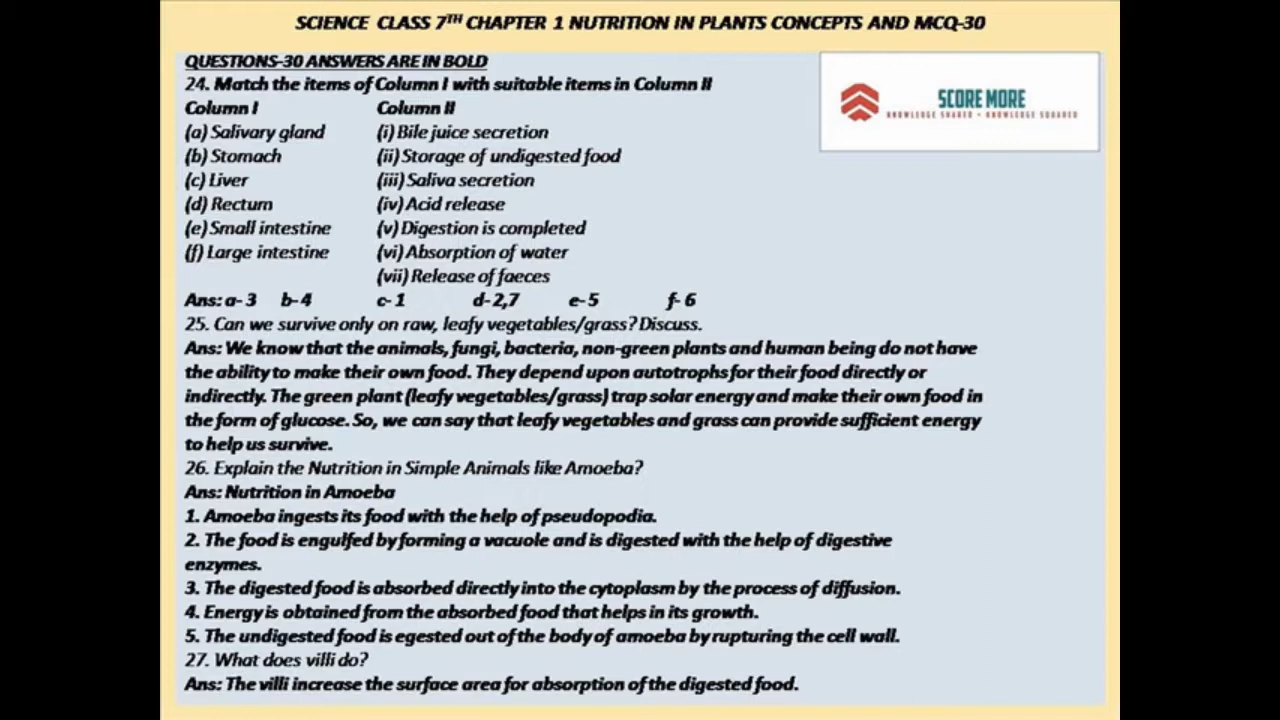 SCIENCE CLASS 7TH CHAPTER 1 NUTRITION IN PLANTS CONCEPTS AND MCQ-30
QUESTIONS-30 ANSWERS ARE IN BOLD
SCORE MORE
KNOWLEDGE SHARED • KNOWLEDGE SQUARED
24. Match the items of Column I with suitable items in Column II
Column I Column II
(a) Salivary gland (i) Bile juice secretion
(b) Stomach (ii) Storage of undigested food
(c) Liver (iii) Saliva secretion
(d) Rectum (iv) Acid release
(e) Small intestine (v) Digestion is completed
(f) Large intestine (vi) Absorption of water
(vii) Release of faeces
Ans: a- 3 b- 4 c- 1 d- 2,7 e- 5 f- 6
25. Can we survive only on raw, leafy vegetables/grass? Discuss.
Ans: We know that the animals, fungi, bacteria, non-green plants and human being do not have
the ability to make their own food. They depend upon autotrophs for their food directly or
indirectly. The green plant (leafy vegetables/grass) trap solar energy and make their own food in
the form of glucose. So, we can say that leafy vegetables and grass can provide sufficient energy
to help us survive.
26. Explain the Nutrition in Simple Animals like Amoeba?
Ans: Nutrition in Amoeba
1. Amoeba ingests its food with the help of pseudopodia.
2. The food is engulfed by forming a vacuole and is digested with the help of digestive
enzymes.
3. The digested food is absorbed directly into the cytoplasm by the process of diffusion.
4. Energy is obtained from the absorbed food that helps in its growth.
5. The undigested food is egested out of the body of amoeba by rupturing the cell wall.
27. What does villi do?
Ans: The villi increase the surface area for absorption of the digested food.